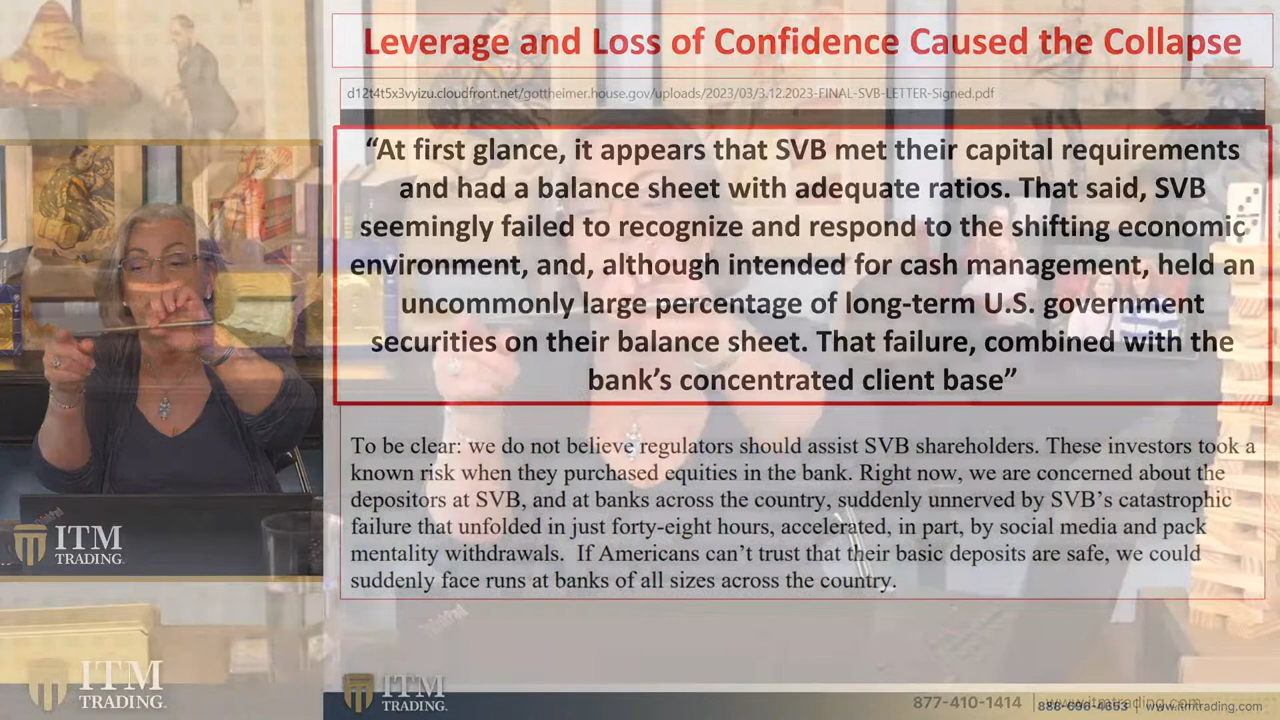 Leverage and Loss of Confidence Caused the Collapse
d12t4t5x3vyizu.cloudfront.net/gottheimer.house.gov/uploads/2023/03/3.12.2023-FINAL-SVB-LETTER-Signed.pdf
“At first glance, it appears that SVB met their capital requirements
and had a balance sheet with adequate ratios. That said, SVB
seemingly failed to recognize and respond to the shifting economic
environment, and, although intended for cash management, held an
uncommonly large percentage of long-term U.S. government
securities on their balance sheet. That failure, combined with the
bank’s concentrated client base”
To be clear: we do not believe regulators should assist SVB shareholders. These investors took a
known risk when they purchased equities in the bank. Right now, we are concerned about the
depositors at SVB, and at banks across the country, suddenly unnerved by SVB’s catastrophic
failure that unfolded in just forty-eight hours, accelerated, in part, by social media and pack
mentality withdrawals. If Americans can’t trust that their basic deposits are safe, we could
suddenly face runs at banks of all sizes across the country.
ITM
TRADING.
ITM
TRADING.
ITM
TRADING.
877-410-1414 | www.itmtrading.com
| www.itmtrading.com